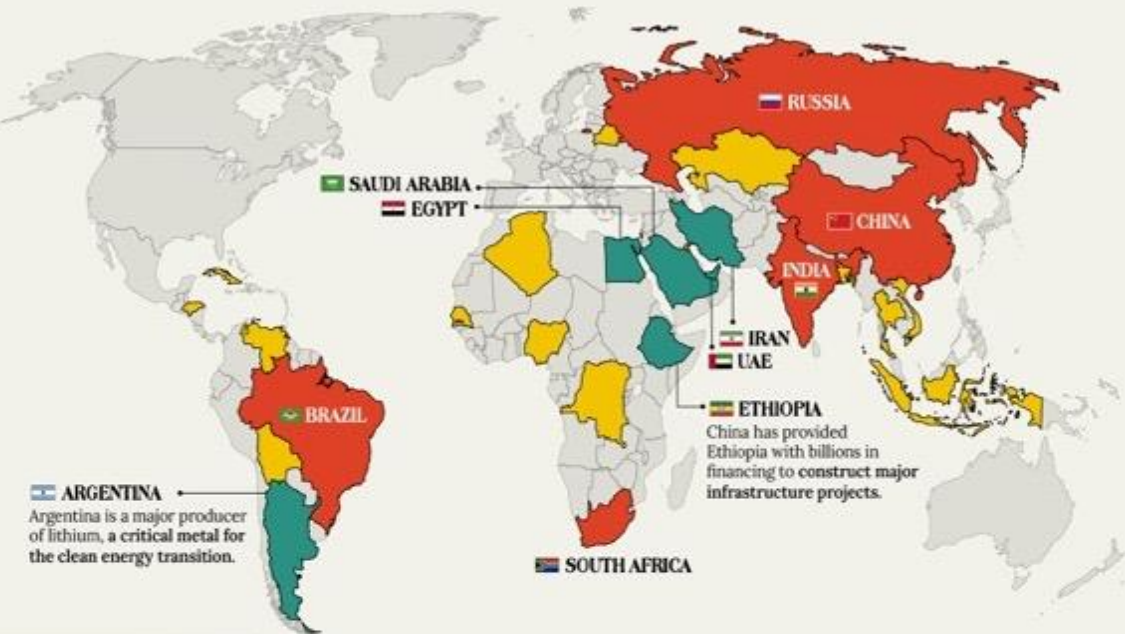 RUSSIA
SAUDI ARABIA
EGYPT
CHINA
INDIA
IRAN
UAE
BRAZIL
ETHIOPIA
China has provided
Ethiopia with billions in
financing to construct major
infrastructure projects.
ARGENTINA
Argentina is a major producer
of lithium, a critical metal for
the clean energy transition.
SOUTH AFRICA